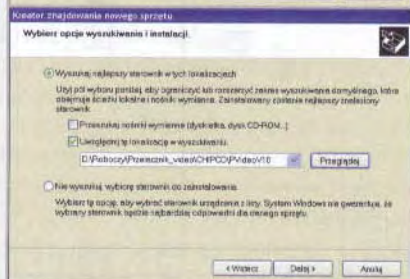 Kreator znajdowania nowego sprzętu
Wybierz opcje wyszukiwania i instalacji.
Wyszukaj najlepszy sterownik w tych lokalizacjach
Użyj pól wyboru poniżej, aby ograniczyć lub rozszerzyć zakres wyszukiwania domyślnego, które
obejmuje ścieżki lokalne i nośniki wymienne. Zainstalowany zostanie najlepszy znaleziony
sterownik.
Przeszukaj nośniki wymienne (dyskietka, dysk CD-ROM...)
Uwzględnij tę lokalizację w wyszukiwaniu:
D:\Roboczy\Przelacznik_video\CHIPCD\PVideoV10
Przeglądaj
Nie wyszukuj, wybiorę sterownik do zainstalowania
Wybierz tę opcję, aby wybrać sterownik urządzenia z listy. System Windows nie gwarantuje, że
wybrany sterownik będzie najbardziej odpowiedni dla danego sprzętu.
< Wstecz
Dalej >
Anuluj